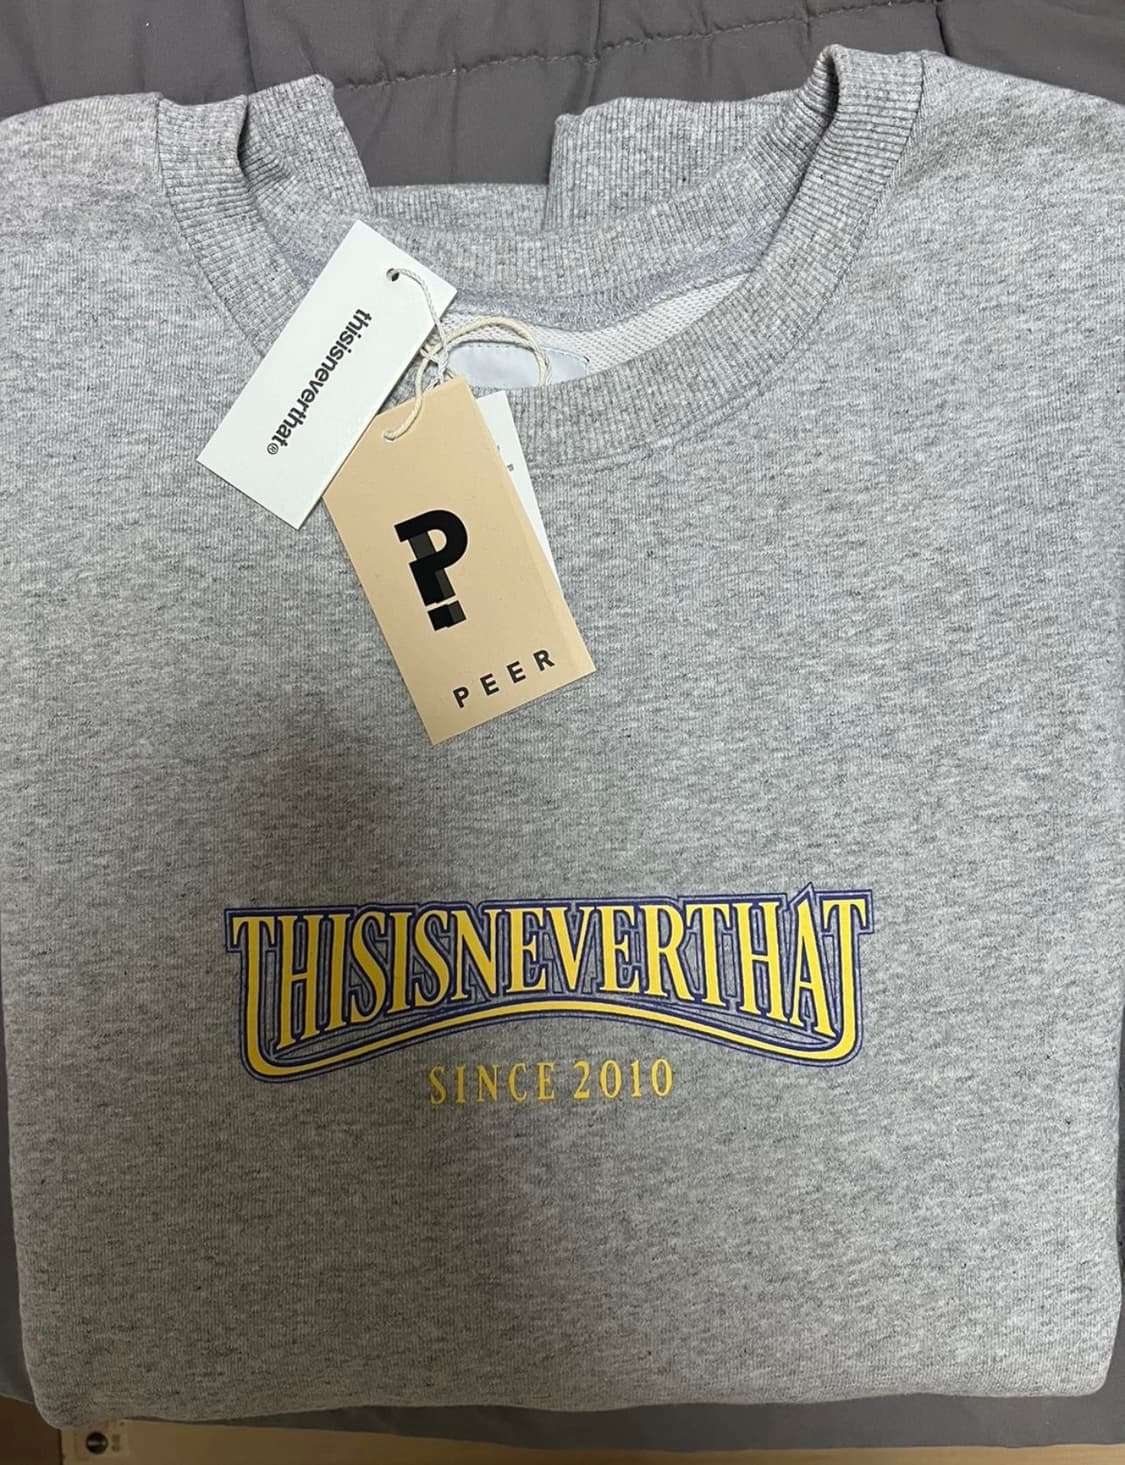 thisisneverthat®
P
PEER
THISISNEVERTHAT
SINCE 2010